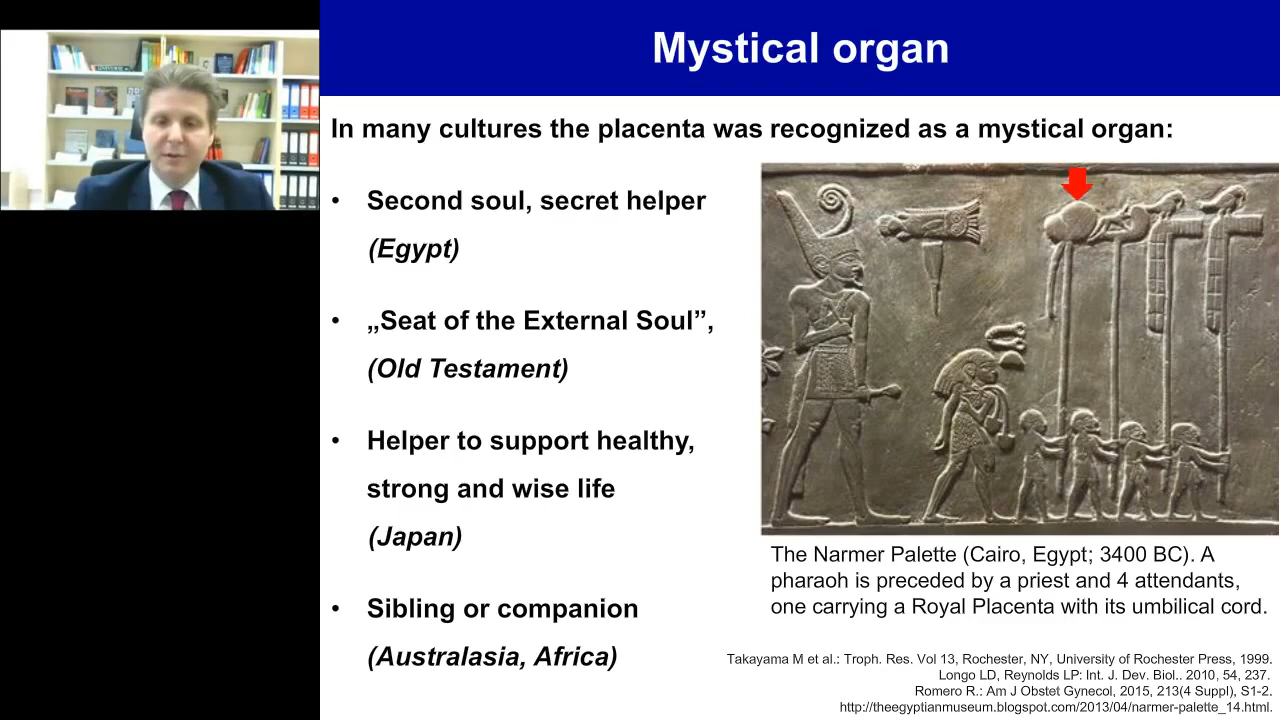 Mystical organ
In many cultures the placenta was recognized as a mystical organ:
• Second soul, secret helper
(Egypt)
• „Seat of the External Soul”,
(Old Testament)
• Helper to support healthy,
strong and wise life
(Japan)
• Sibling or companion
(Australasia, Africa)
The Narmer Palette (Cairo, Egypt; 3400 BC). A
pharaoh is preceded by a priest and 4 attendants,
one carrying a Royal Placenta with its umbilical cord.
Takayama M et al.: Troph. Res. Vol 13, Rochester, NY, University of Rochester Press, 1999.
Longo LD, Reynolds LP: Int. J. Dev. Biol.. 2010, 54, 237.
Romero R.: Am J Obstet Gynecol, 2015, 213(4 Suppl), S1-2.
http://theegyptianmuseum.blogspot.com/2013/04/narmer-palette_14.html.